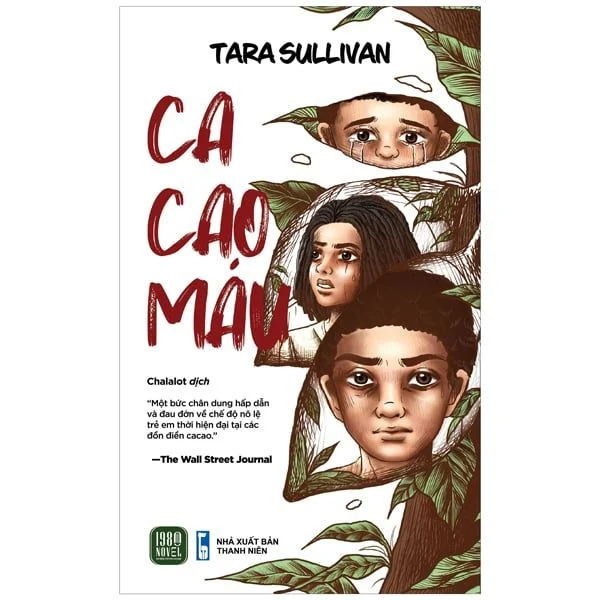 TARA SULLIVAN
CA
CAO
MÁU
Chalalot dịch
“Một bức chân dung hấp dẫn
và đau đớn về chế độ nô lệ
trẻ em thời hiện đại tại các
đồn điền cacao.”
—The Wall Street Journal
1980
NOVEL
NHÀ XUẤT BẢN
THANH NIÊN